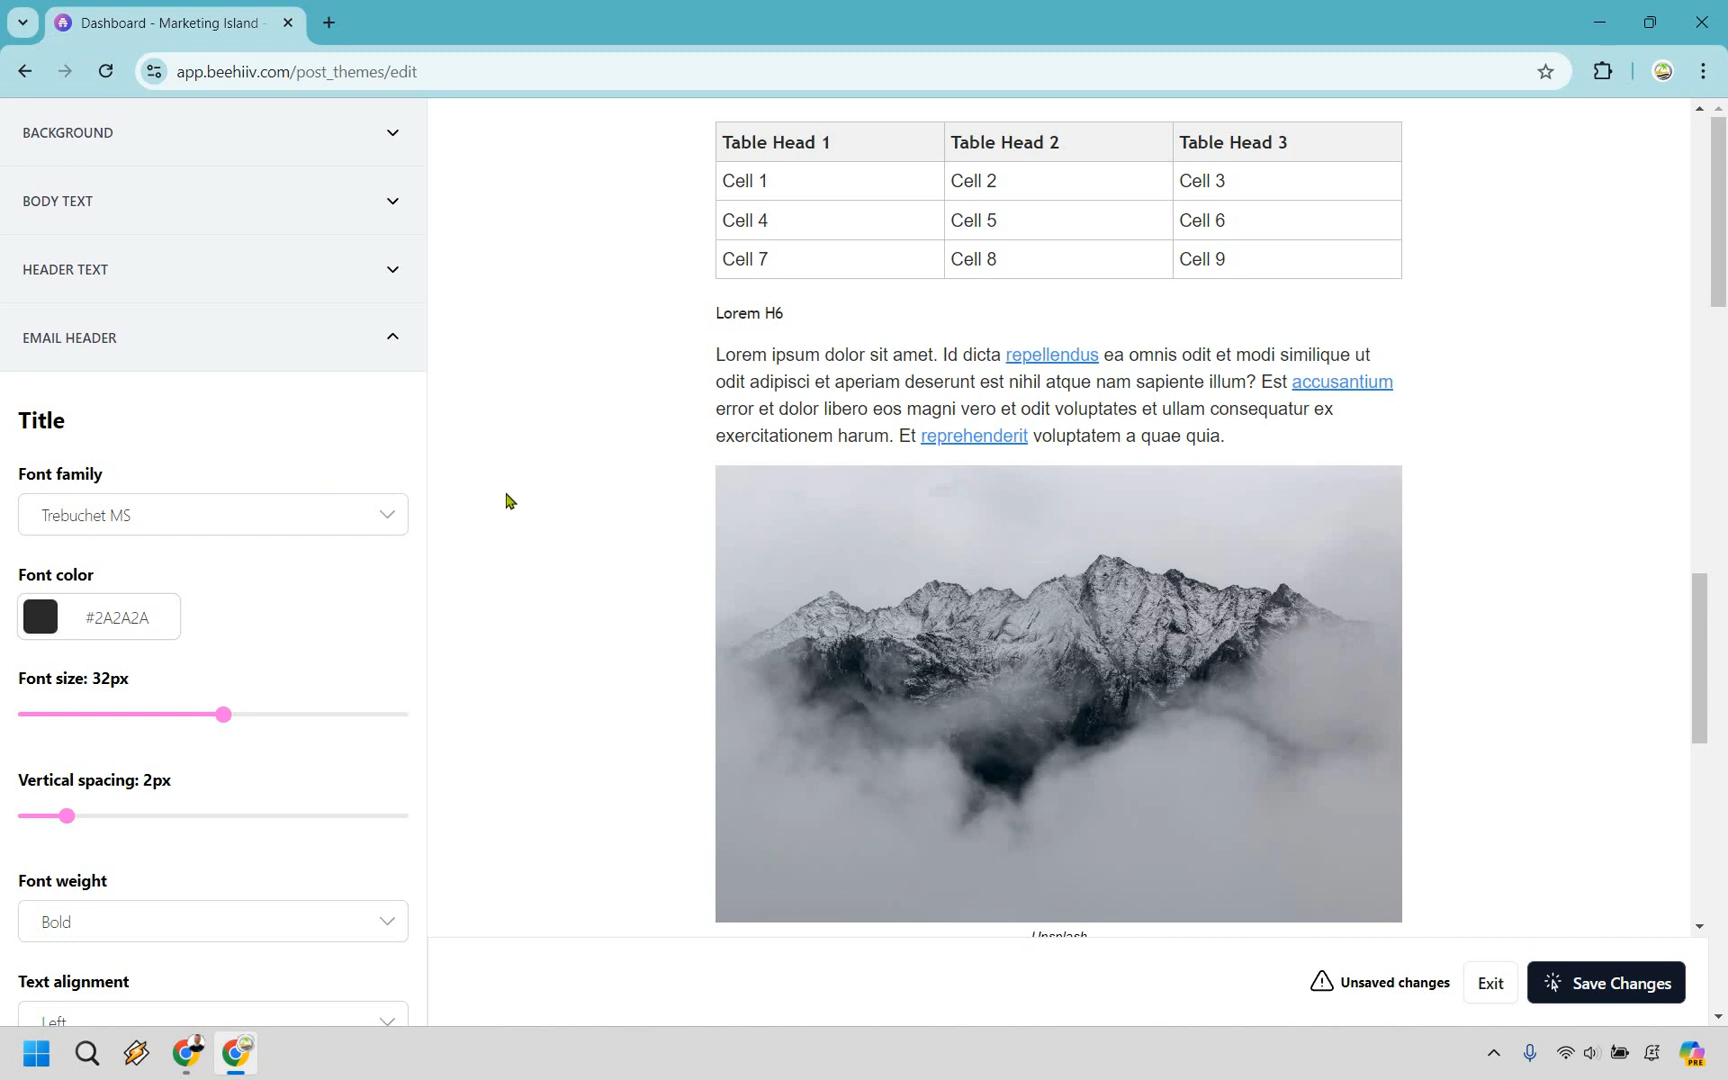 Dashboard - Marketing Island -
app.beehiiv.com/post_themes/edit
BACKGROUND
BODY TEXT
HEADER TEXT
EMAIL HEADER
Title
Font family
Trebuchet MS
Font color
#2A2A2A
Font size: 32px
Vertical spacing: 2px
Font weight
Bold
Text alignment
Left
Table Head 1 Table Head 2 Table Head 3
Cell 1 Cell 2 Cell 3
Cell 4 Cell 5 Cell 6
Cell 7 Cell 8 Cell 9
Lorem H6
Lorem ipsum dolor sit amet. Id dicta repellendus ea omnis odit et modi similique ut
odit adipisci et aperiam deserunt est nihil atque nam sapiente illum? Est accusantium
error et dolor libero eos magni vero et odit voluptates et ullam consequatur ex
exercitationem harum. Et reprehenderit voluptatem a quae quia.
Unsplash
Unsaved changes Exit Save Changes
PRE